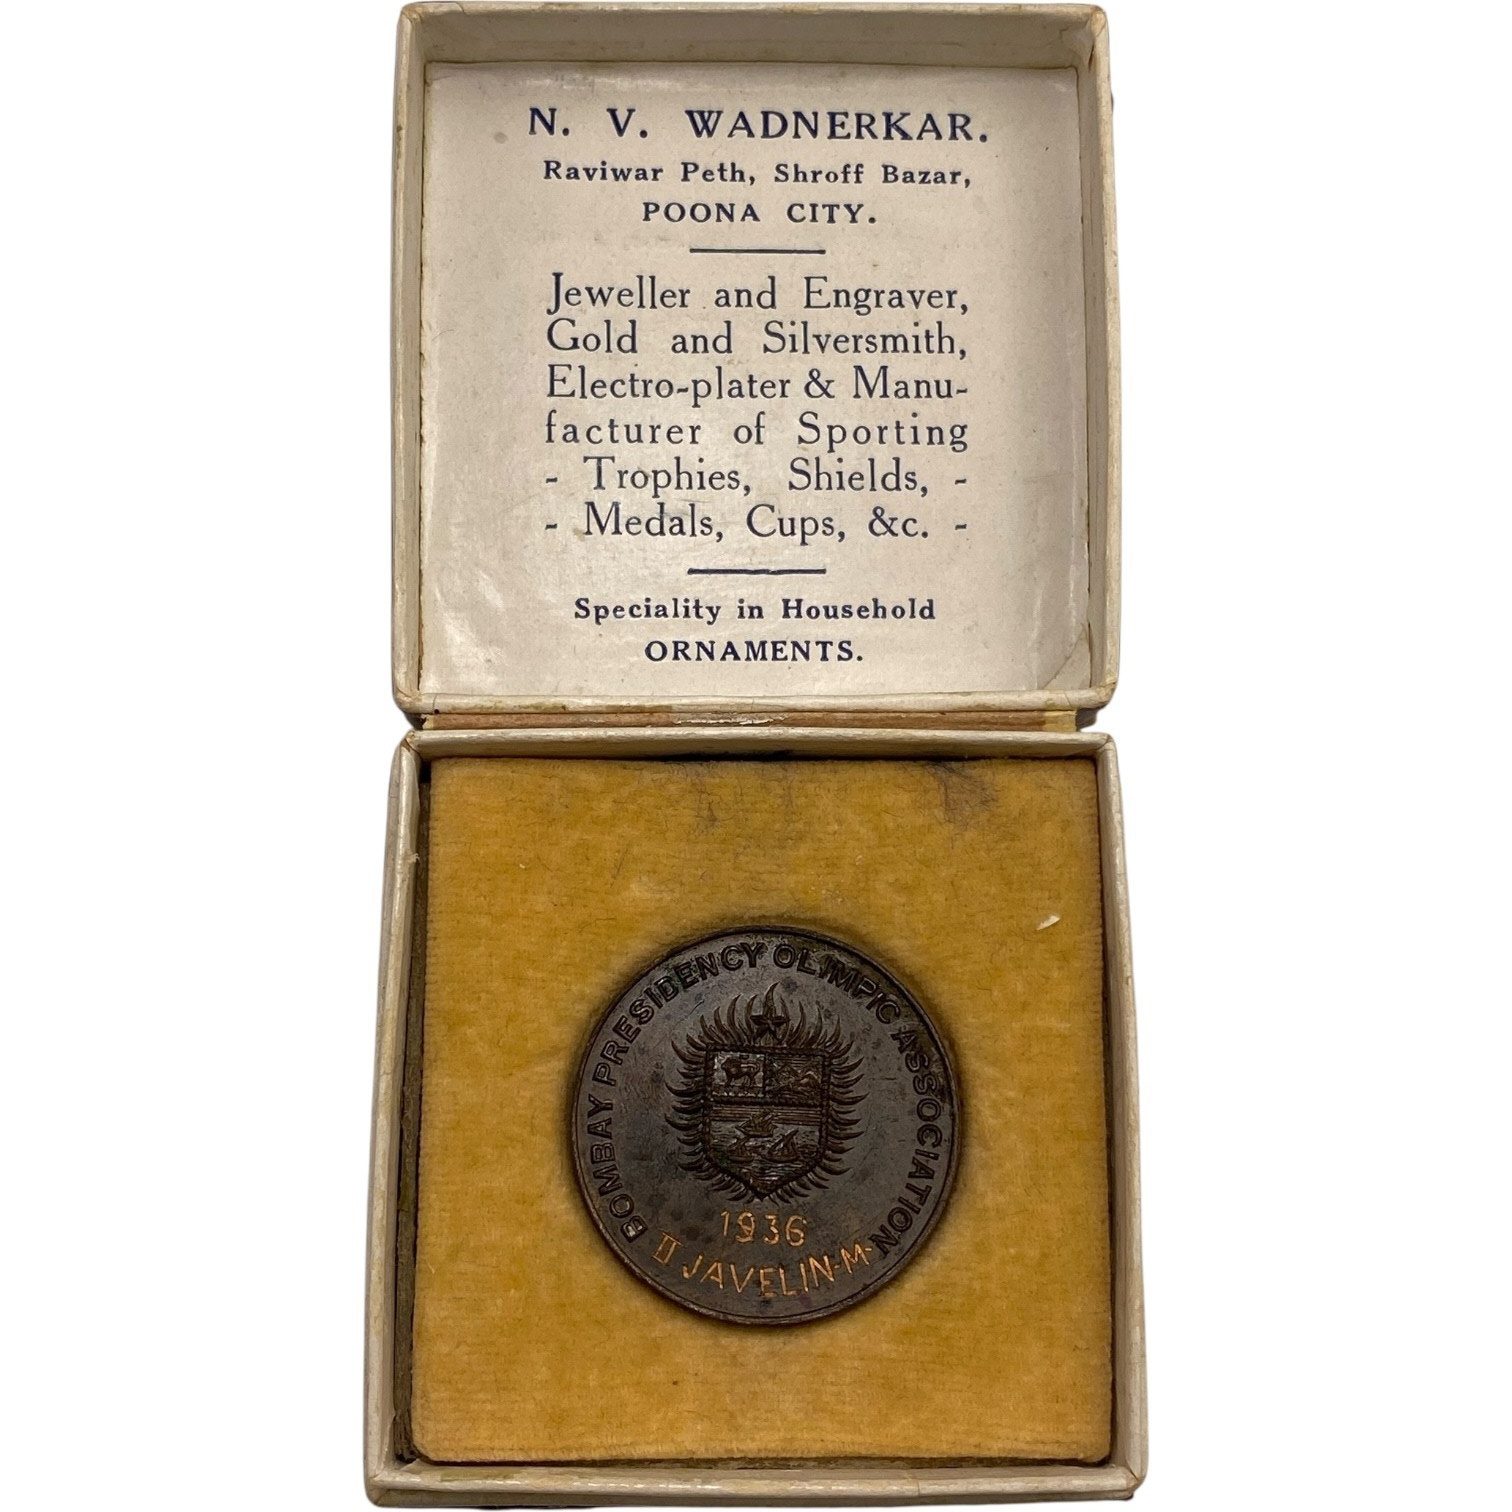 N. V. WADNERKAR.
Raviwar Peth, Shroff Bazar,
POONA CITY.
Jeweller and Engraver,
Gold and Silversmith,
Electro-plater & Manu-
facturer of Sporting
- Trophies, Shields, -
- Medals, Cups, &c. -
Speciality in Household
ORNAMENTS.
BOMBAY PRESIDENCY OLIMPIC ASSOCIATION
1936
II JAVELIN-M-